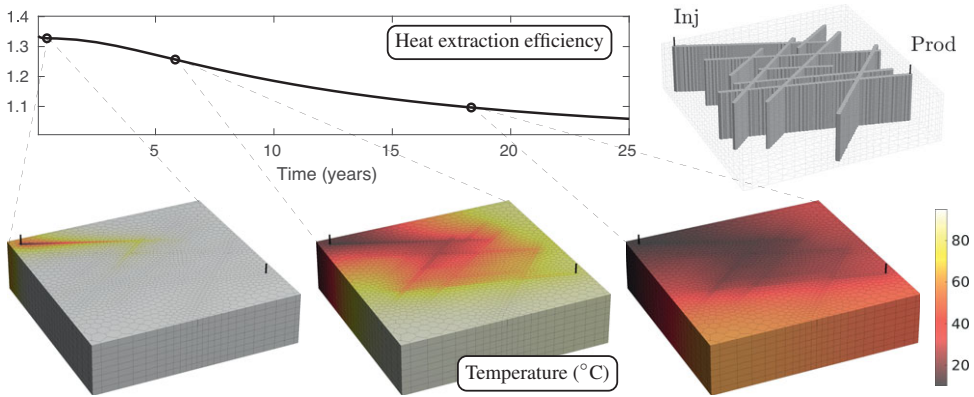 1.4
1.3
1.2
1.1
Heat extraction efficiency
5 10 15 20 25
Time (years)
Inj
Prod
Temperature (°C)
80
60
40
20